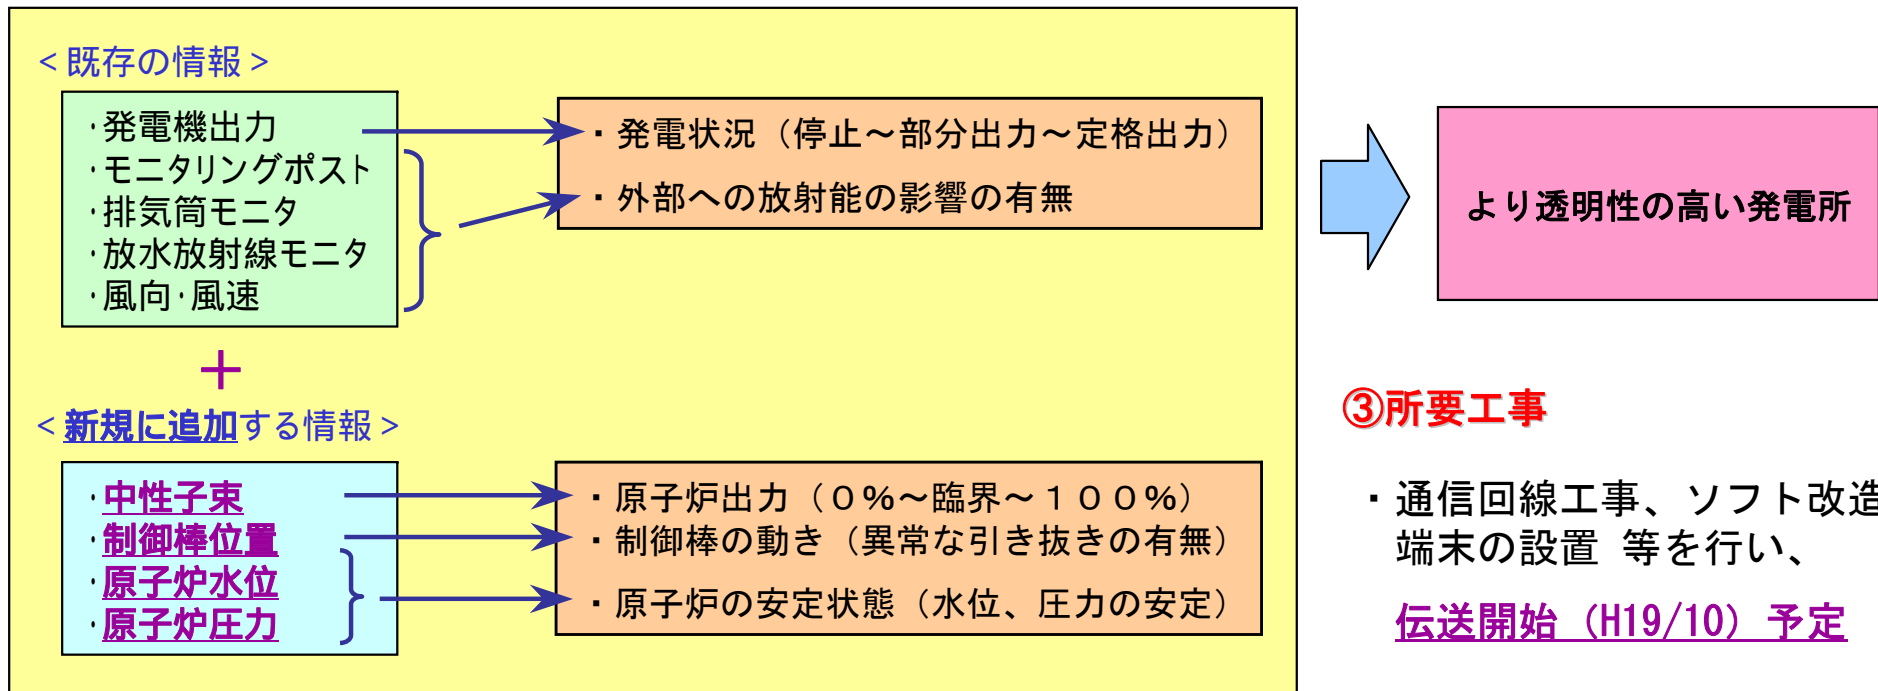 <既存の情報>
・発電機出力
・モニタリングポスト
・排気筒モニタ
・放水放射線モニタ
・風向・風速
・発電状況（停止～部分出力～定格出力）
・外部への放射能の影響の有無
＋
<新規に追加する情報>
・中性子束
・制御棒位置
・原子炉水位
・原子炉圧力
・原子炉出力（０％～臨界～１００％）
・制御棒の動き（異常な引き抜きの有無）
・原子炉の安定状態（水位、圧力の安定）
より透明性の高い発電所
③所要工事
・通信回線工事、ソフト改造
端末の設置 等を行い、
伝送開始（H19/10）予定